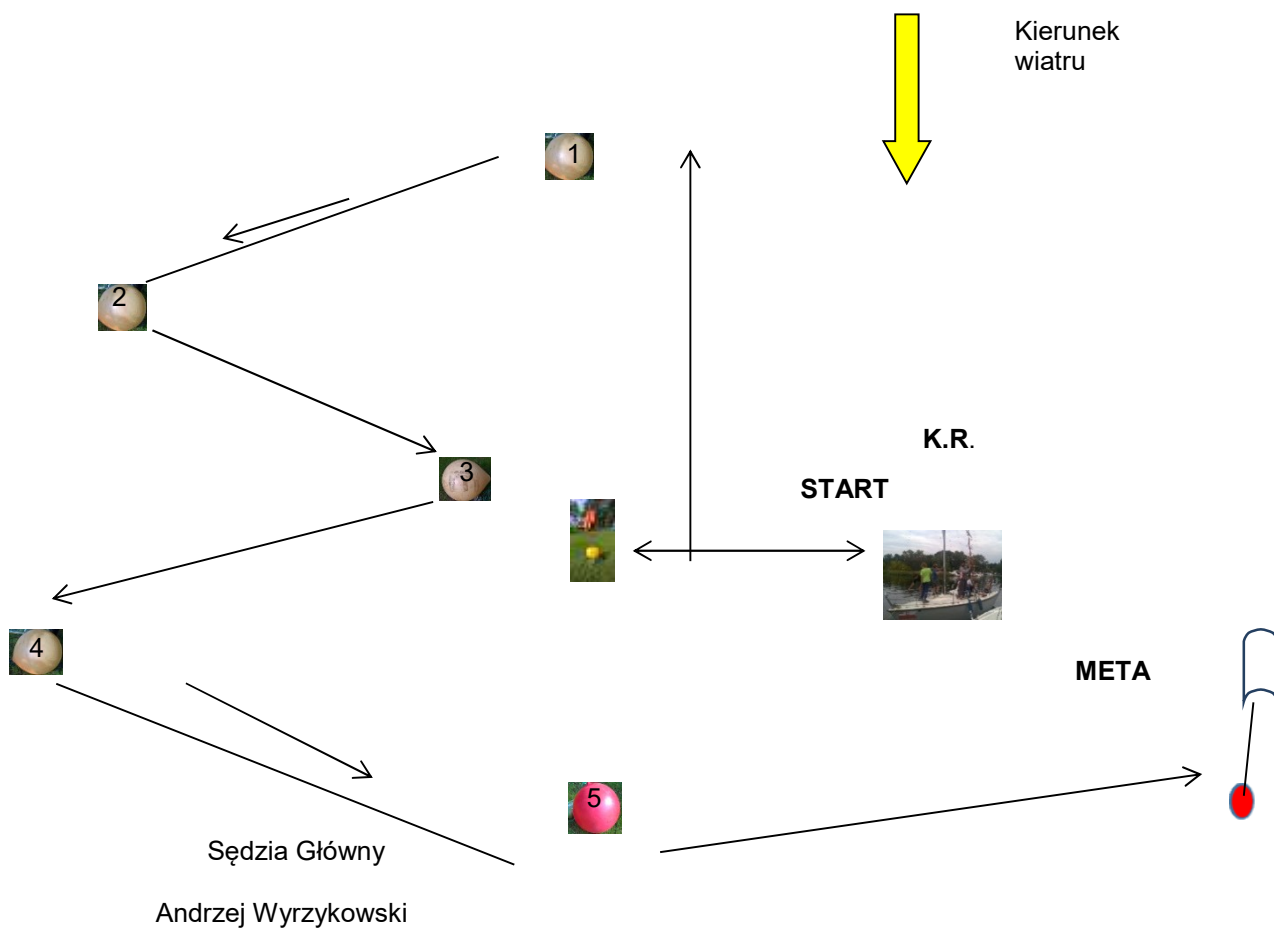 Kierunek
wiatru
1
2
K.R.
3
START
4
META
5
Sędzia Główny
Andrzej Wyrzykowski